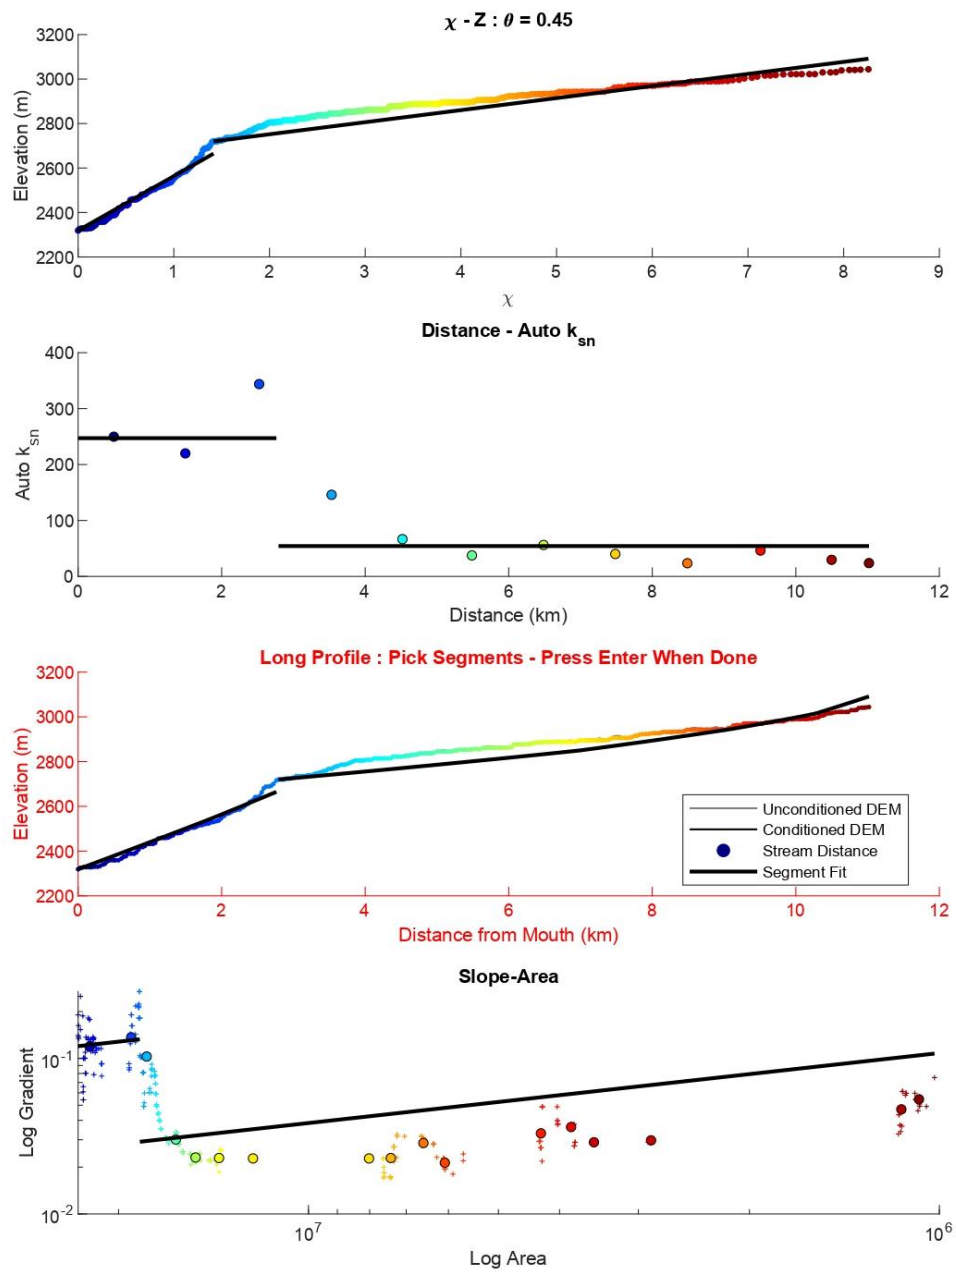 χ - Z : θ = 0.45
3200
3000
2800
2600
2400
2200
Elevation (m)
0 1 2 3 4 5 6 7 8 9
χ
Distance - Auto k_sn
400
300
200
100
0
Auto k_sn
0 2 4 6 8 10 12
Distance (km)
Long Profile : Pick Segments - Press Enter When Done
3200
3000
2800
2600
2400
2200
Elevation (m)
Unconditioned DEM
Conditioned DEM
Stream Distance
Segment Fit
0 2 4 6 8 10 12
Distance from Mouth (km)
Slope-Area
10^-1
10^-2
Log Gradient
10^7 10^6
Log Area